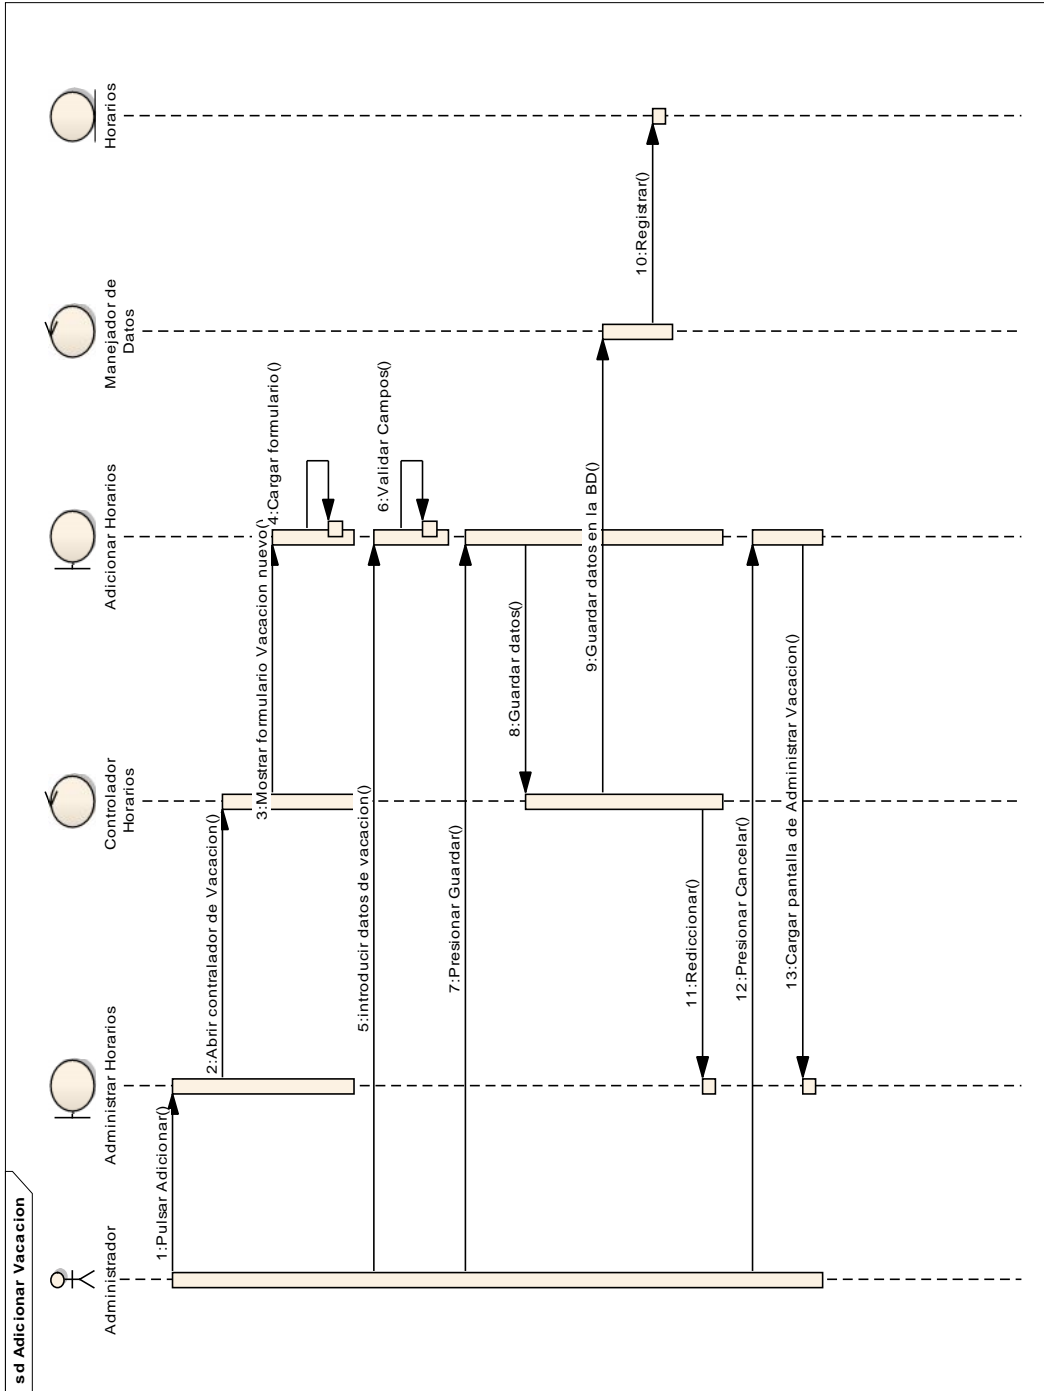 sd Adicionar Vacacion
Administrador
Administrar Horarios
Controlador
Horarios
Adicionar Horarios
Manejador de
Datos
Horarios
1:Pulsar Adicionar()
2:Abrir contralador de Vacacion()
3:Mostrar formulario Vacacion nuevo()
4:Cargar formulario()
5:introducir datos de vacacion()
6:Validar Campos()
7:Presionar Guardar()
8:Guardar datos()
9:Guardar datos en la BD()
10:Registrar()
11:Rediccionar()
12:Presionar Cancelar()
13:Cargar pantalla de Administrar Vacacion()